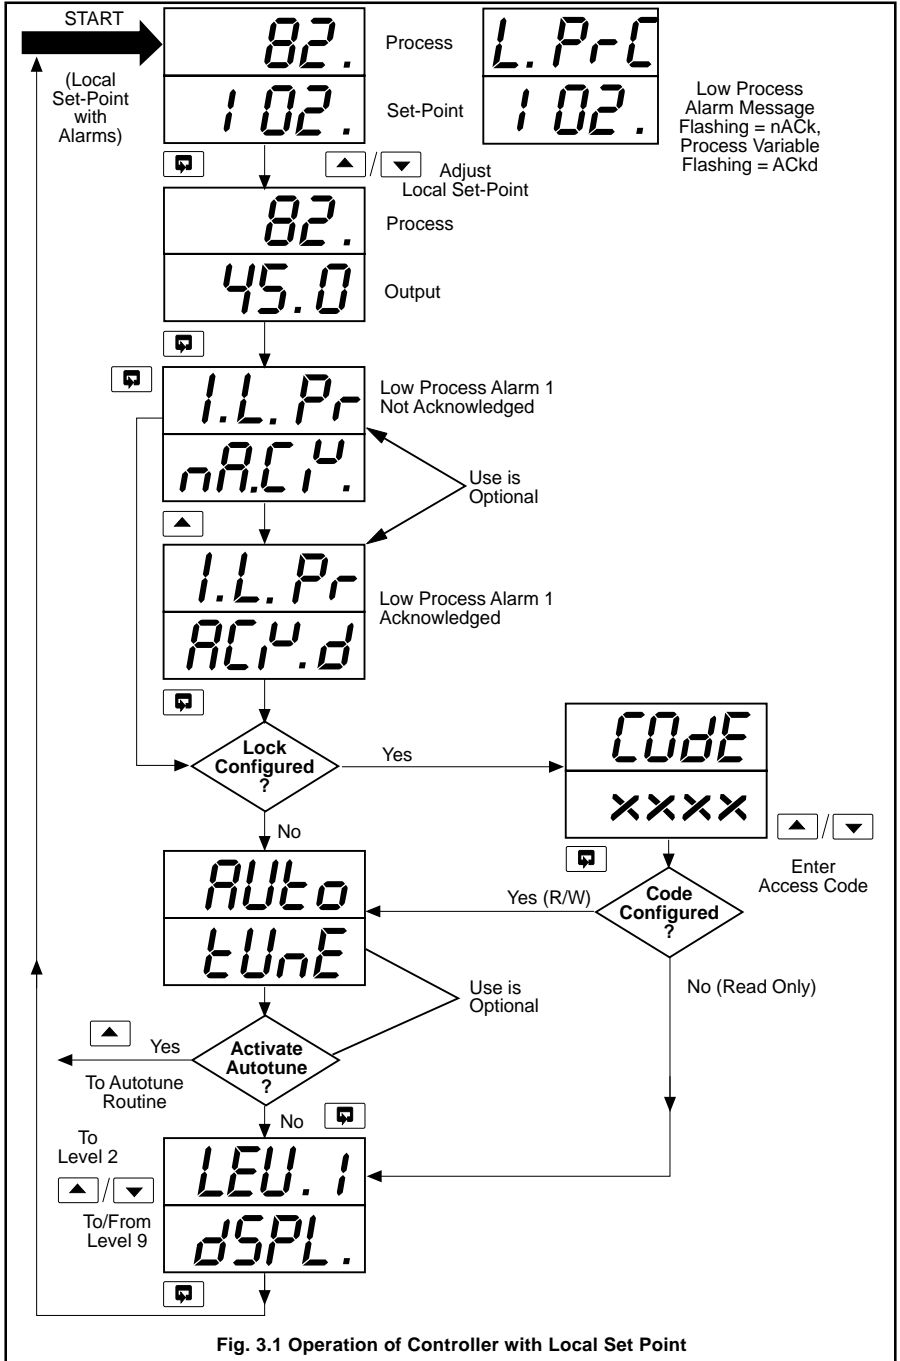 START
82.
Process
L.PrC
(Local
Set-Point
with
Alarms)
102.
Set-Point
102.
Low Process
Alarm Message
Flashing = nACk,
Process Variable
Flashing = ACkd
/
Adjust
Local Set-Point
82.
Process
45.0
Output
1.L.Pr
Low Process Alarm 1
Not Acknowledged
nA.CK.
Use is
Optional
1.L.Pr
Low Process Alarm 1
Acknowledged
ACK.d
Lock
Configured
?
Yes
COdE
xxxx
/
Enter
Access Code
No
AUto
tUnE
Yes (R/W)
Code
Configured
?
Use is
Optional
No (Read Only)
Activate
Autotune
?
Yes
To Autotune
Routine
No
To
Level 2
/
To/From
Level 9
LEU.1
dSPL.
Fig. 3.1 Operation of Controller with Local Set Point